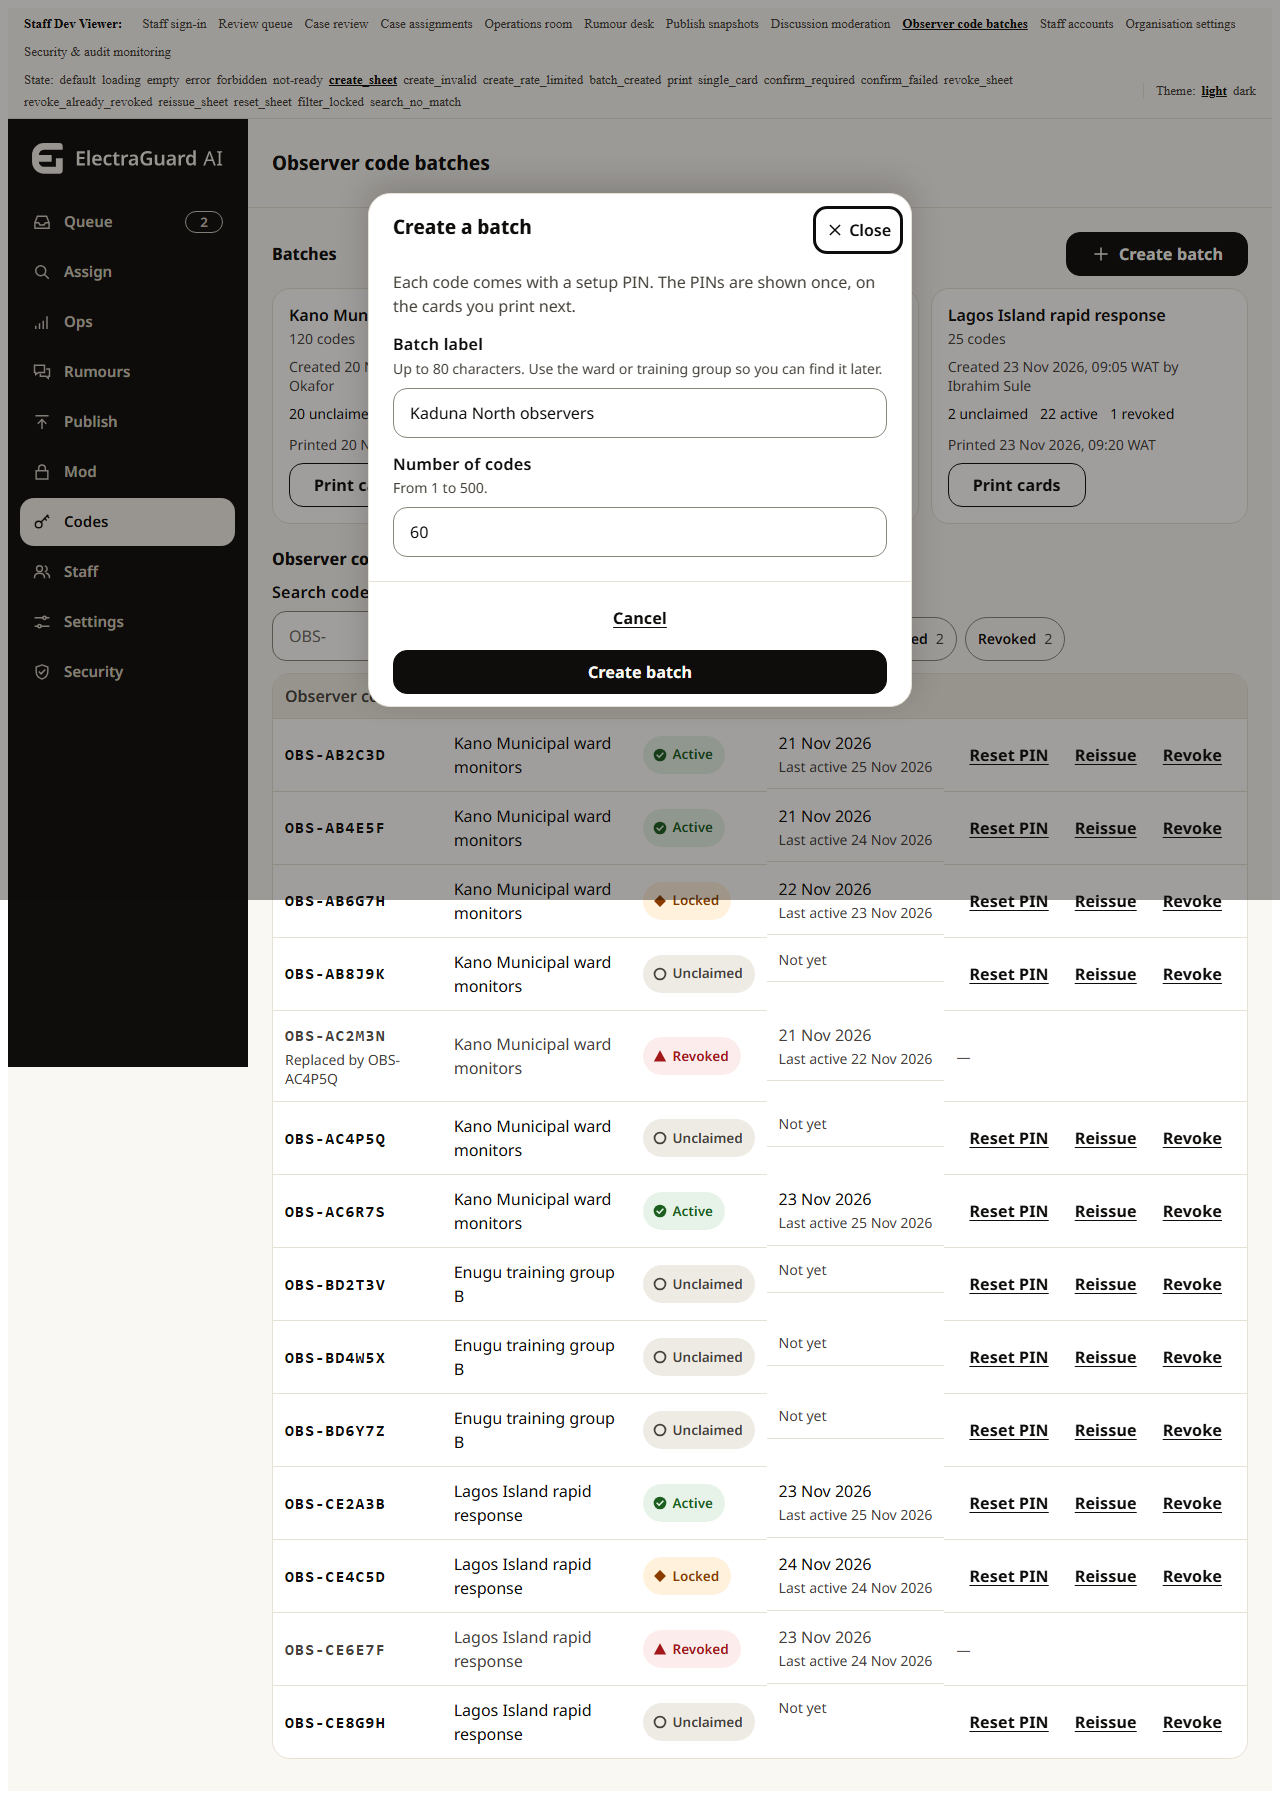 Staff Dev Viewer: Staff sign-in Review queue Case review Case assignments Operations room Rumour desk Publish snapshots Discussion moderation Observer code batches Staff accounts Organisation settings
Security & audit monitoring
State: default loading empty error forbidden not-ready create_sheet create_invalid create_rate_limited batch_created print single_card confirm_required confirm_failed revoke_sheet
revoke_already_revoked reissue_sheet reset_sheet filter_locked search_no_match
Theme: light dark
ElectraGuard AI
Queue 2
Assign
Ops
Rumours
Publish
Mod
Codes
Staff
Settings
Security
Observer code batches
Batches
Create batch
Kano Mun
120 codes
Created 20 N
Okafor
20 unclaime
Printed 20 N
Print c
Lagos Island rapid response
25 codes
Created 23 Nov 2026, 09:05 WAT by
Ibrahim Sule
2 unclaimed 22 active 1 revoked
Printed 23 Nov 2026, 09:20 WAT
Print cards
Create a batch
Close
Each code comes with a setup PIN. The PINs are shown once, on
the cards you print next.
Batch label
Up to 80 characters. Use the ward or training group so you can find it later.
Kaduna North observers
Number of codes
From 1 to 500.
60
Cancel
Create batch
Observer co
Search code
OBS-
ed 2
Revoked 2
Observer co
OBS-AB2C3D
Kano Municipal ward
monitors
Active
21 Nov 2026
Last active 25 Nov 2026
Reset PIN Reissue Revoke
OBS-AB4E5F
Kano Municipal ward
monitors
Active
21 Nov 2026
Last active 24 Nov 2026
Reset PIN Reissue Revoke
OBS-AB6G7H
Kano Municipal ward
monitors
Locked
22 Nov 2026
Last active 23 Nov 2026
Reset PIN Reissue Revoke
OBS-AB8J9K
Kano Municipal ward
monitors
Unclaimed
Not yet
Reset PIN Reissue Revoke
OBS-AC2M3N
Replaced by OBS-
AC4P5Q
Kano Municipal ward
monitors
Revoked
21 Nov 2026
Last active 22 Nov 2026
—
OBS-AC4P5Q
Kano Municipal ward
monitors
Unclaimed
Not yet
Reset PIN Reissue Revoke
OBS-AC6R7S
Kano Municipal ward
monitors
Active
23 Nov 2026
Last active 25 Nov 2026
Reset PIN Reissue Revoke
OBS-BD2T3V
Enugu training group
B
Unclaimed
Not yet
Reset PIN Reissue Revoke
OBS-BD4W5X
Enugu training group
B
Unclaimed
Not yet
Reset PIN Reissue Revoke
OBS-BD6Y7Z
Enugu training group
B
Unclaimed
Not yet
Reset PIN Reissue Revoke
OBS-CE2A3B
Lagos Island rapid
response
Active
23 Nov 2026
Last active 25 Nov 2026
Reset PIN Reissue Revoke
OBS-CE4C5D
Lagos Island rapid
response
Locked
24 Nov 2026
Last active 24 Nov 2026
Reset PIN Reissue Revoke
OBS-CE6E7F
Lagos Island rapid
response
Revoked
23 Nov 2026
Last active 24 Nov 2026
—
OBS-CE8G9H
Lagos Island rapid
response
Unclaimed
Not yet
Reset PIN Reissue Revoke